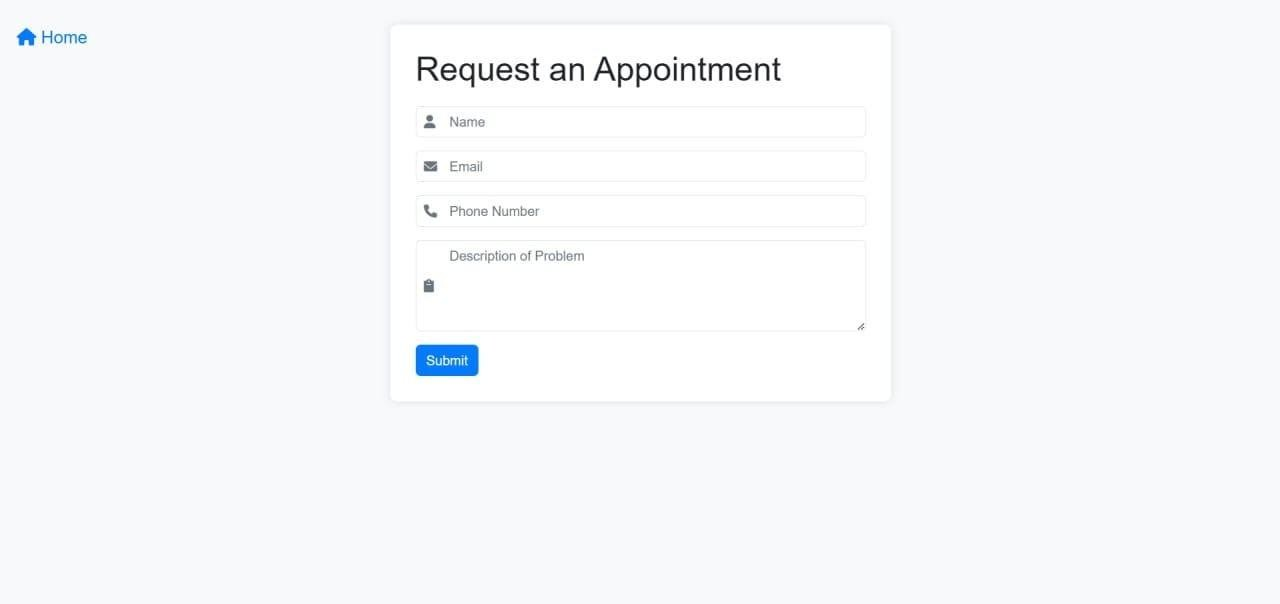 Home
Request an Appointment
Name
Email
Phone Number
Description of Problem
Submit